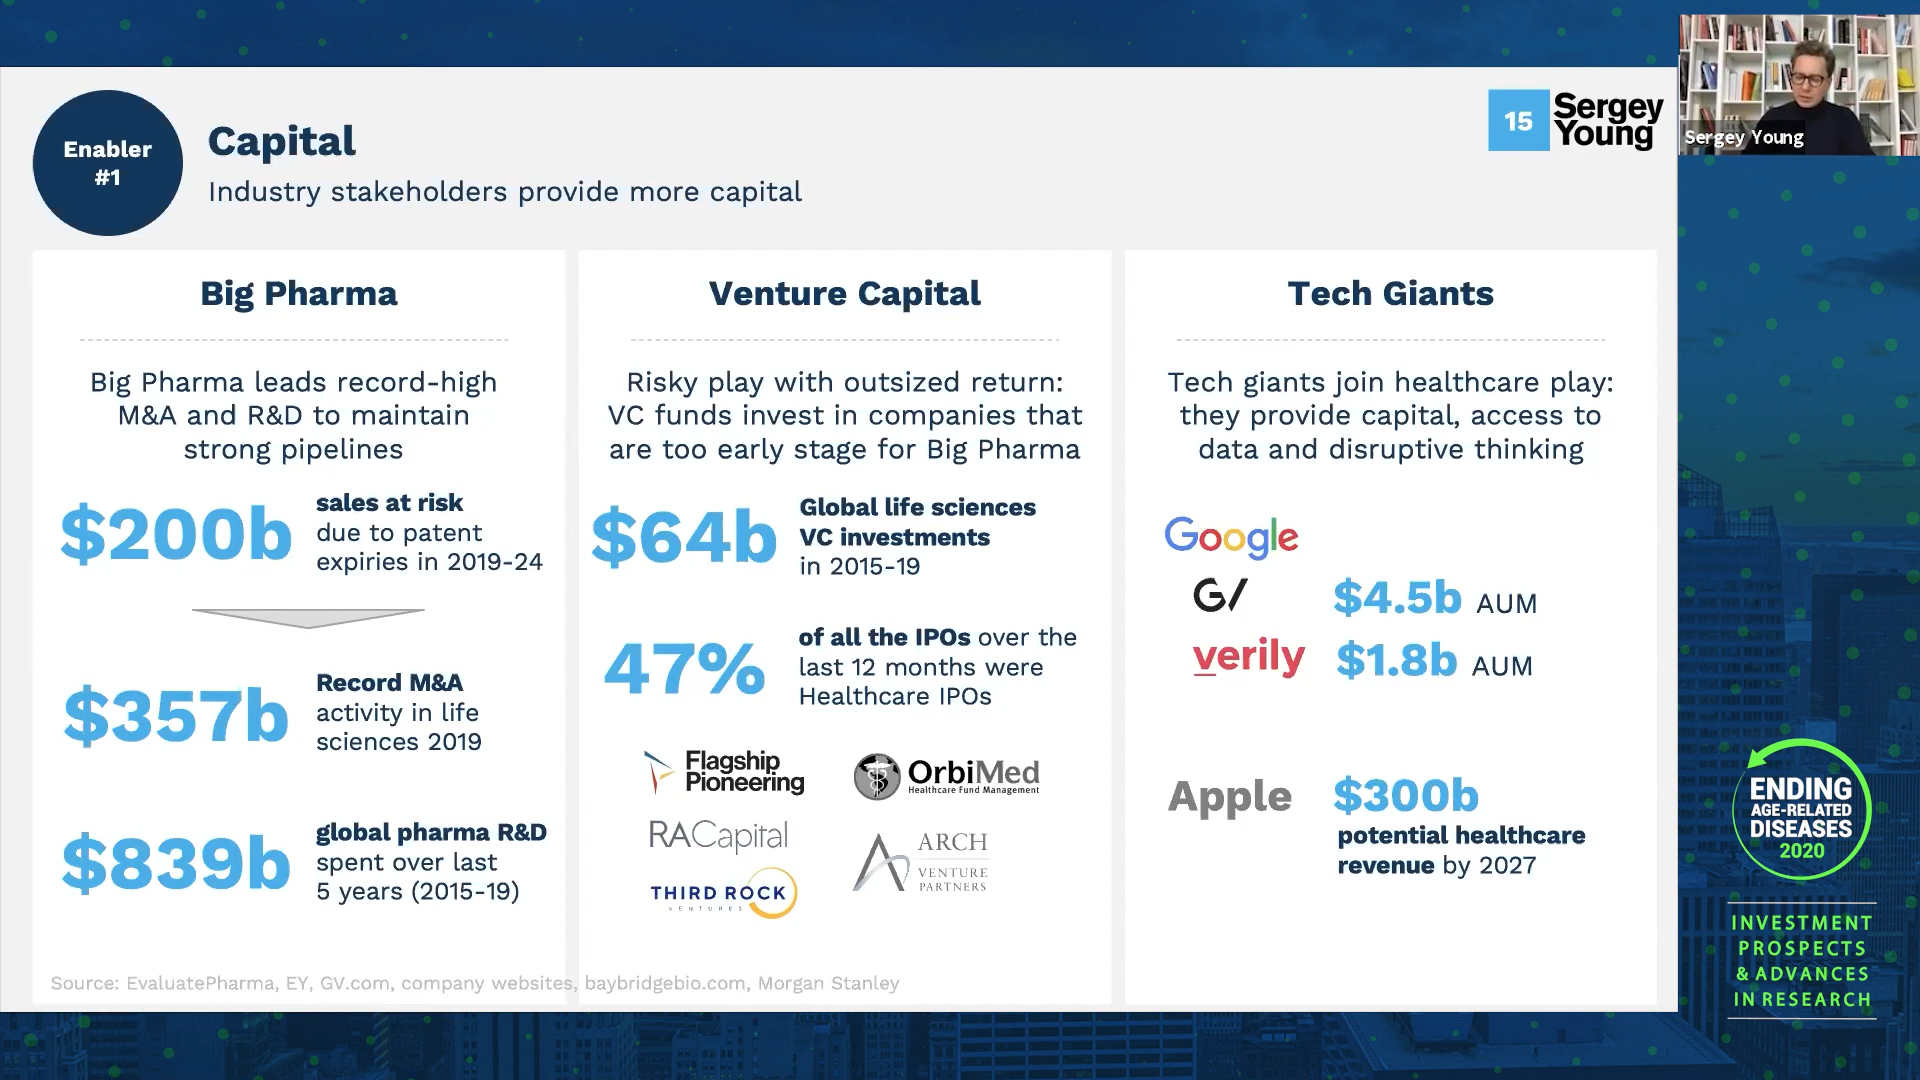 Enabler
#1
Capital
Industry stakeholders provide more capital
15
Sergey
Young
Sergey Young
Big Pharma
Big Pharma leads record-high
M&A and R&D to maintain
strong pipelines
$200b
sales at risk
due to patent
expiries in 2019-24
$357b
Record M&A
activity in life
sciences 2019
$839b
global pharma R&D
spent over last
5 years (2015-19)
Venture Capital
Risky play with outsized return:
VC funds invest in companies that
are too early stage for Big Pharma
$64b
Global life sciences
VC investments
in 2015-19
47%
of all the IPOs over the
last 12 months were
Healthcare IPOs
Flagship
Pioneering
OrbiMed
Healthcare Fund Management
RACapital
ARCH
VENTURE
PARTNERS
THIRD ROCK
VENTURES
Tech Giants
Tech giants join healthcare play:
they provide capital, access to
data and disruptive thinking
Google
G/
$4.5b AUM
verily
$1.8b AUM
Apple
$300b
potential healthcare
revenue by 2027
Source: EvaluatePharma, EY, GV.com, company websites, baybridgebio.com, Morgan Stanley
ENDING
AGE-RELATED
DISEASES
2020
INVESTMENT
PROSPECTS
& ADVANCES
IN RESEARCH